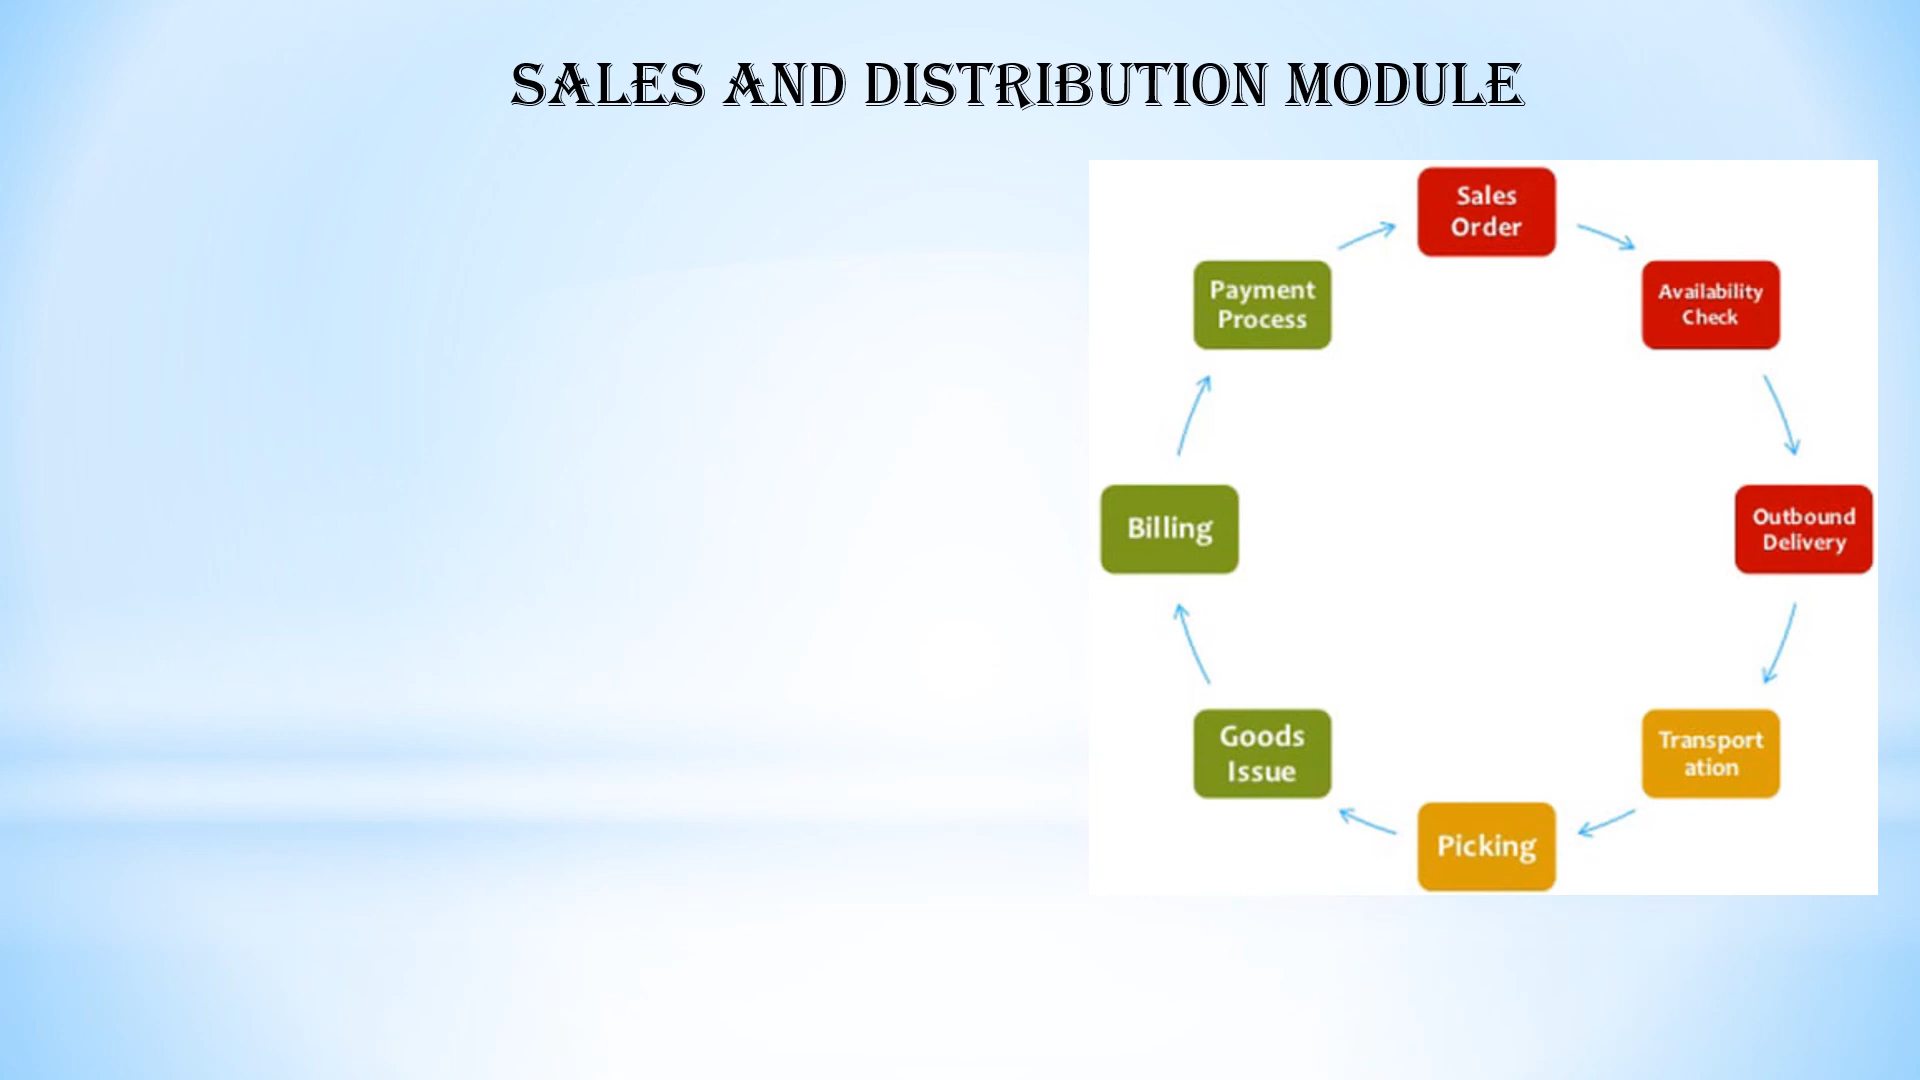 SALES AND DISTRIBUTION MODULE
Sales
Order
Availability
Check
Outbound
Delivery
Transport
ation
Picking
Goods
Issue
Billing
Payment
Process